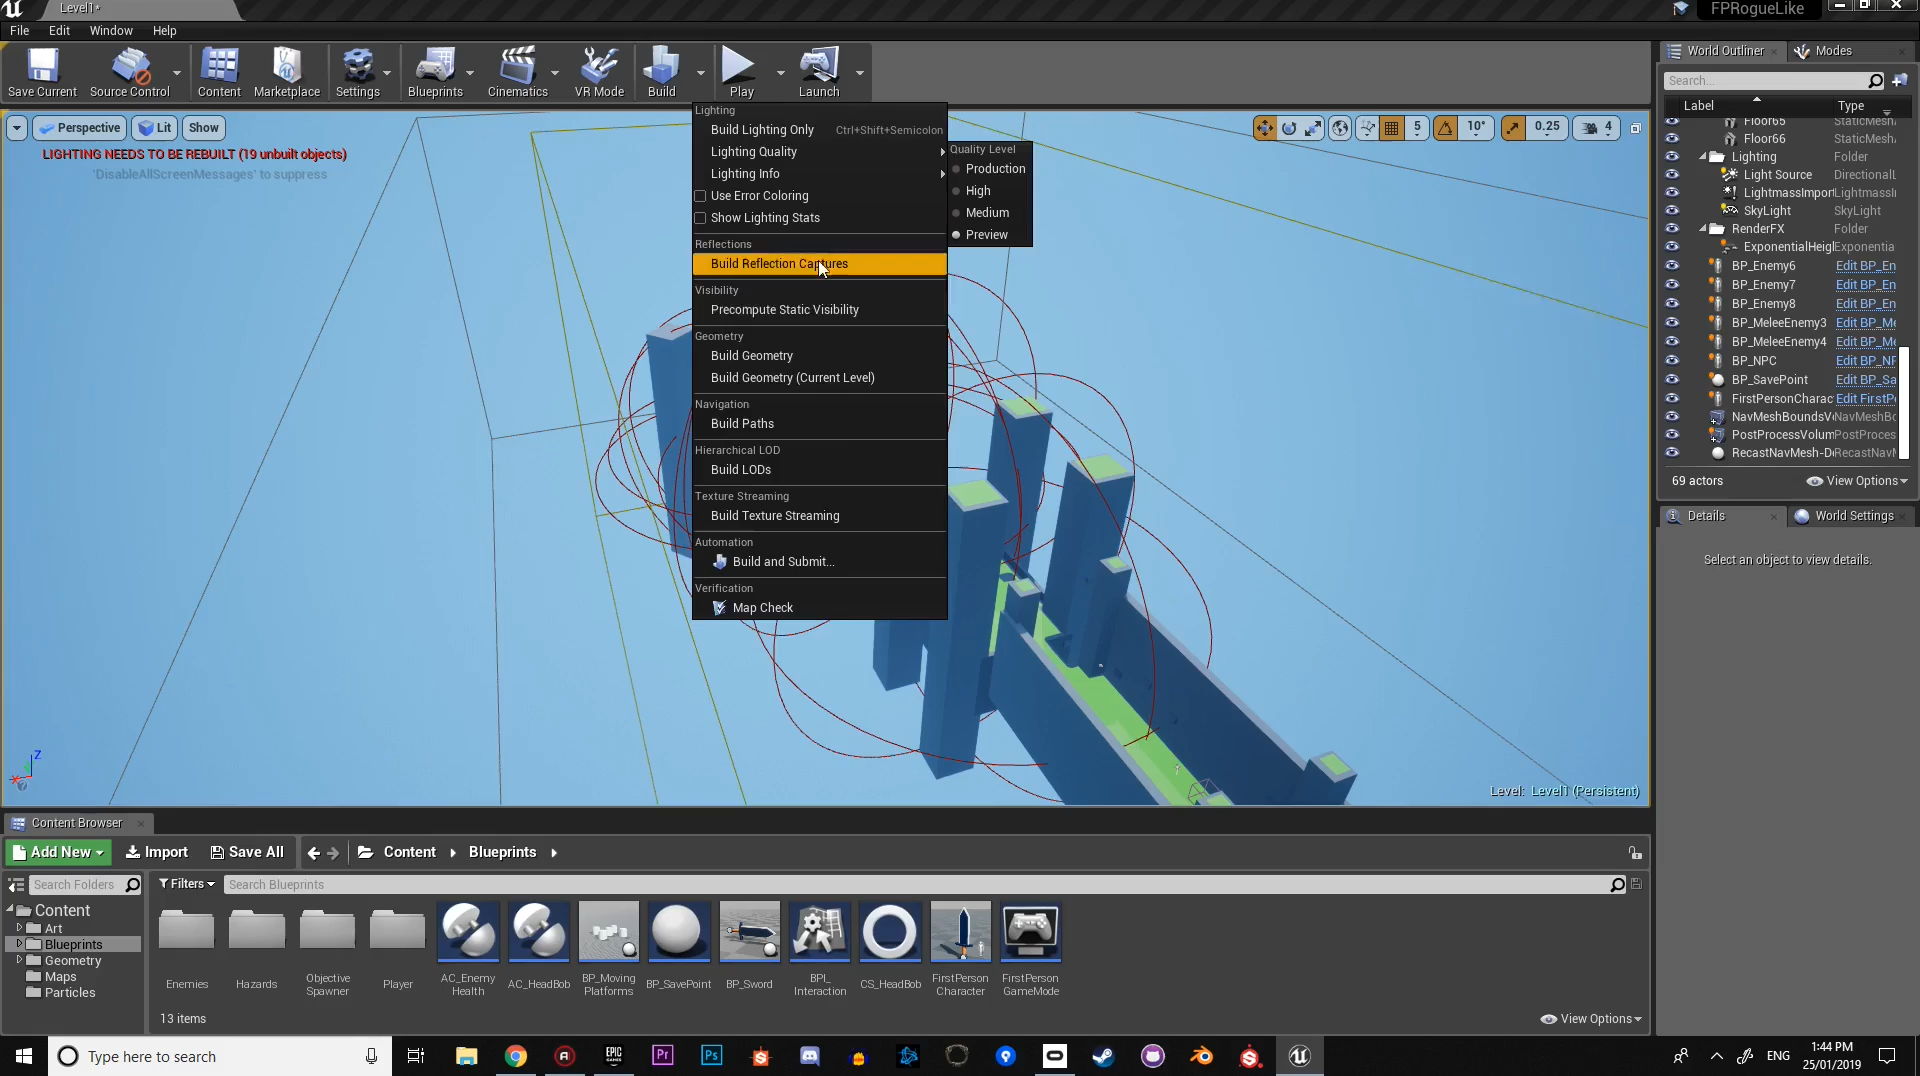 Level1*
FPRogueLike
File Edit Window Help
World Outliner
Modes
Save Current
Source Control
Content
Marketplace
Settings
Blueprints
Cinematics
VR Mode
Build
Play
Launch
Search...
Label
Type
Perspective
Lit
Show
LIGHTING NEEDS TO BE REBUILT (19 unbuilt objects)
'DisableAllScreenMessages' to suppress
5
10°
0.25
4
Lighting
Build Lighting Only Ctrl+Shift+Semicolon
Lighting Quality
Lighting Info
Use Error Coloring
Show Lighting Stats
Reflections
Build Reflection Captures
Visibility
Precompute Static Visibility
Geometry
Build Geometry
Build Geometry (Current Level)
Navigation
Build Paths
Hierarchical LOD
Build LODs
Texture Streaming
Build Texture Streaming
Automation
Build and Submit...
Verification
Map Check
Quality Level
Production
High
Medium
Preview
Floor65 StaticMesh
Floor66 StaticMesh
Lighting Folder
Light Source DirectionalL
LightmassImport LightmassI
SkyLight SkyLight
RenderFX Folder
ExponentialHeigl Exponentia
BP_Enemy6 Edit BP_En
BP_Enemy7 Edit BP_En
BP_Enemy8 Edit BP_En
BP_MeleeEnemy3 Edit BP_Me
BP_MeleeEnemy4 Edit BP_Me
BP_NPC Edit BP_NF
BP_SavePoint Edit BP_Sa
FirstPersonCharac Edit FirstP
NavMeshBoundsV NavMeshBo
PostProcessVolum PostProces
RecastNavMesh-D RecastNavM
69 actors
View Options
Details
World Settings
Select an object to view details.
Z
Level: Level1 (Persistent)
Content Browser
Add New
Import
Save All
Content
Blueprints
Search Folders
Filters
Search Blueprints
Content
Art
Blueprints
Geometry
Maps
Particles
Enemies
Hazards
Objective
Spawner
Player
AC_Enemy
Health
AC_HeadBob
BP_Moving
Platforms
BP_SavePoint
BP_Sword
BPI_
Interaction
CS_HeadBob
FirstPerson
Character
FirstPerson
GameMode
13 items
View Options
Type here to search
EPIC
GAMES
Pr
Ps
ENG
1:44 PM
25/01/2019